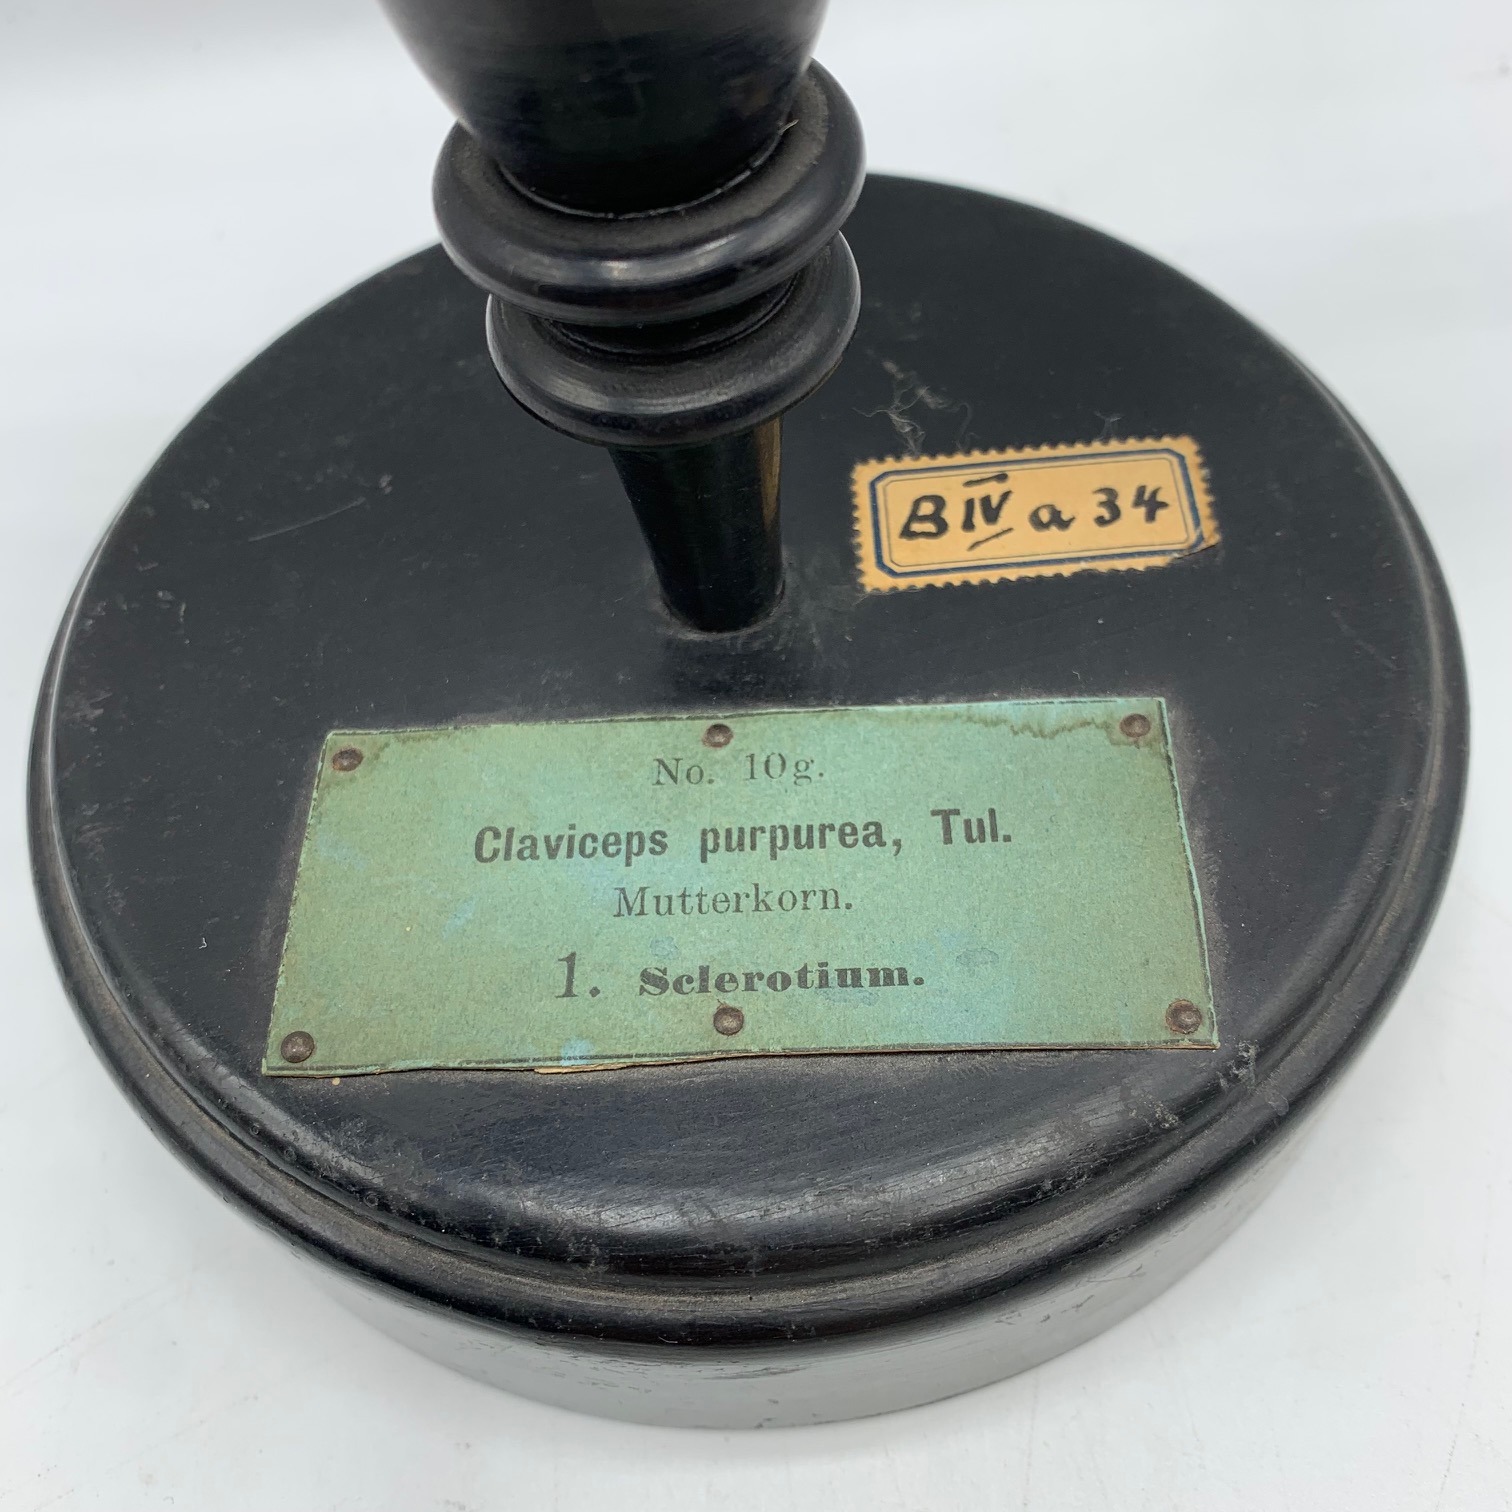 B IV a 34
No. 10g.
Claviceps purpurea, Tul.
Mutterkorn.
1. Sclerotium.